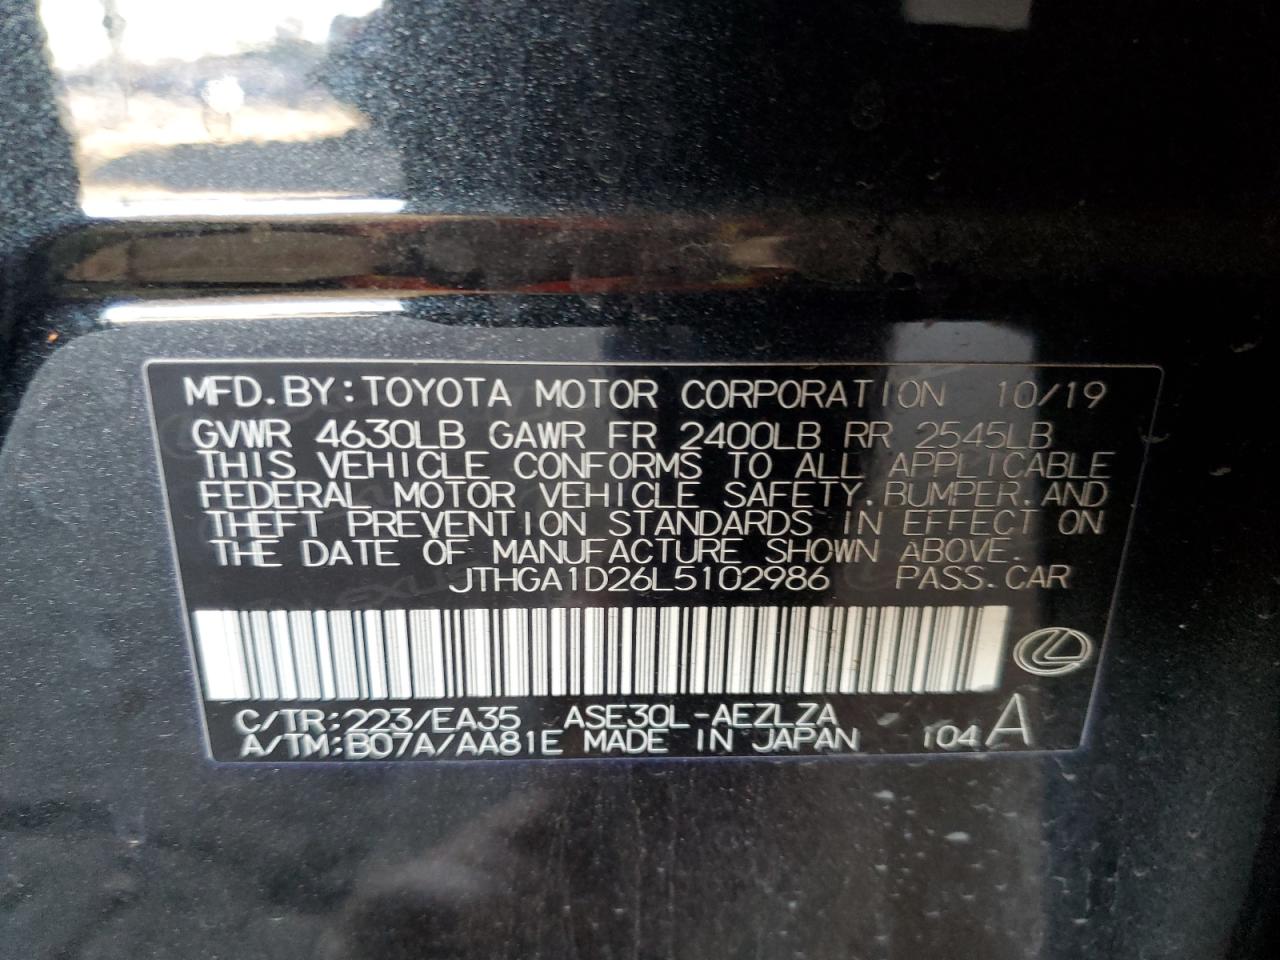 MFD. BY: TOYOTA MOTOR CORPORATION 10/19
GVWR 4630LB GAWR FR 2400LB RR 2545LB
THIS VEHICLE CONFORMS TO ALL APPLICABLE
FEDERAL MOTOR VEHICLE SAFETY, BUMPER, AND
THEFT PREVENTION STANDARDS IN EFFECT ON
THE DATE OF MANUFACTURE SHOWN ABOVE.
JTHGA1D26L5102986 PASS. CAR
C/TR: 223/EA35 ASE30L-AEZLZA
A/TM: B07A/AA81E MADE IN JAPAN 104 A